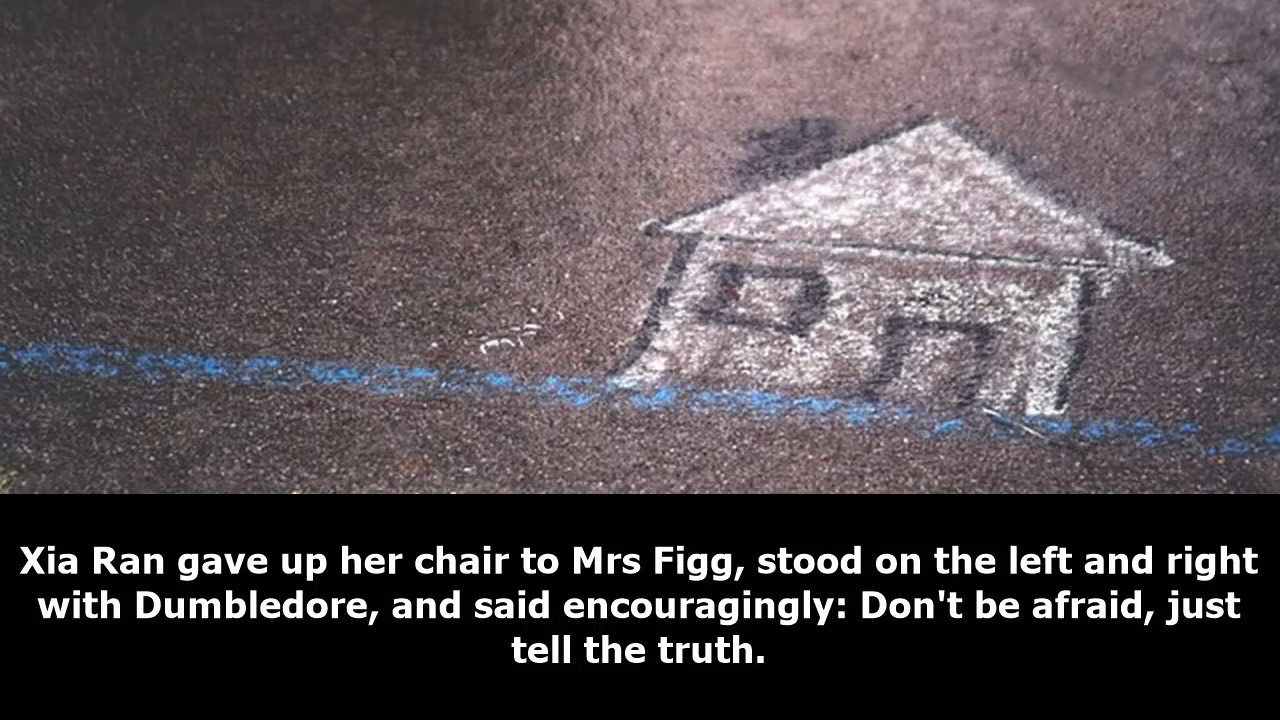 Xia Ran gave up her chair to Mrs Figg, stood on the left and right
with Dumbledore, and said encouragingly: Don't be afraid, just
tell the truth.